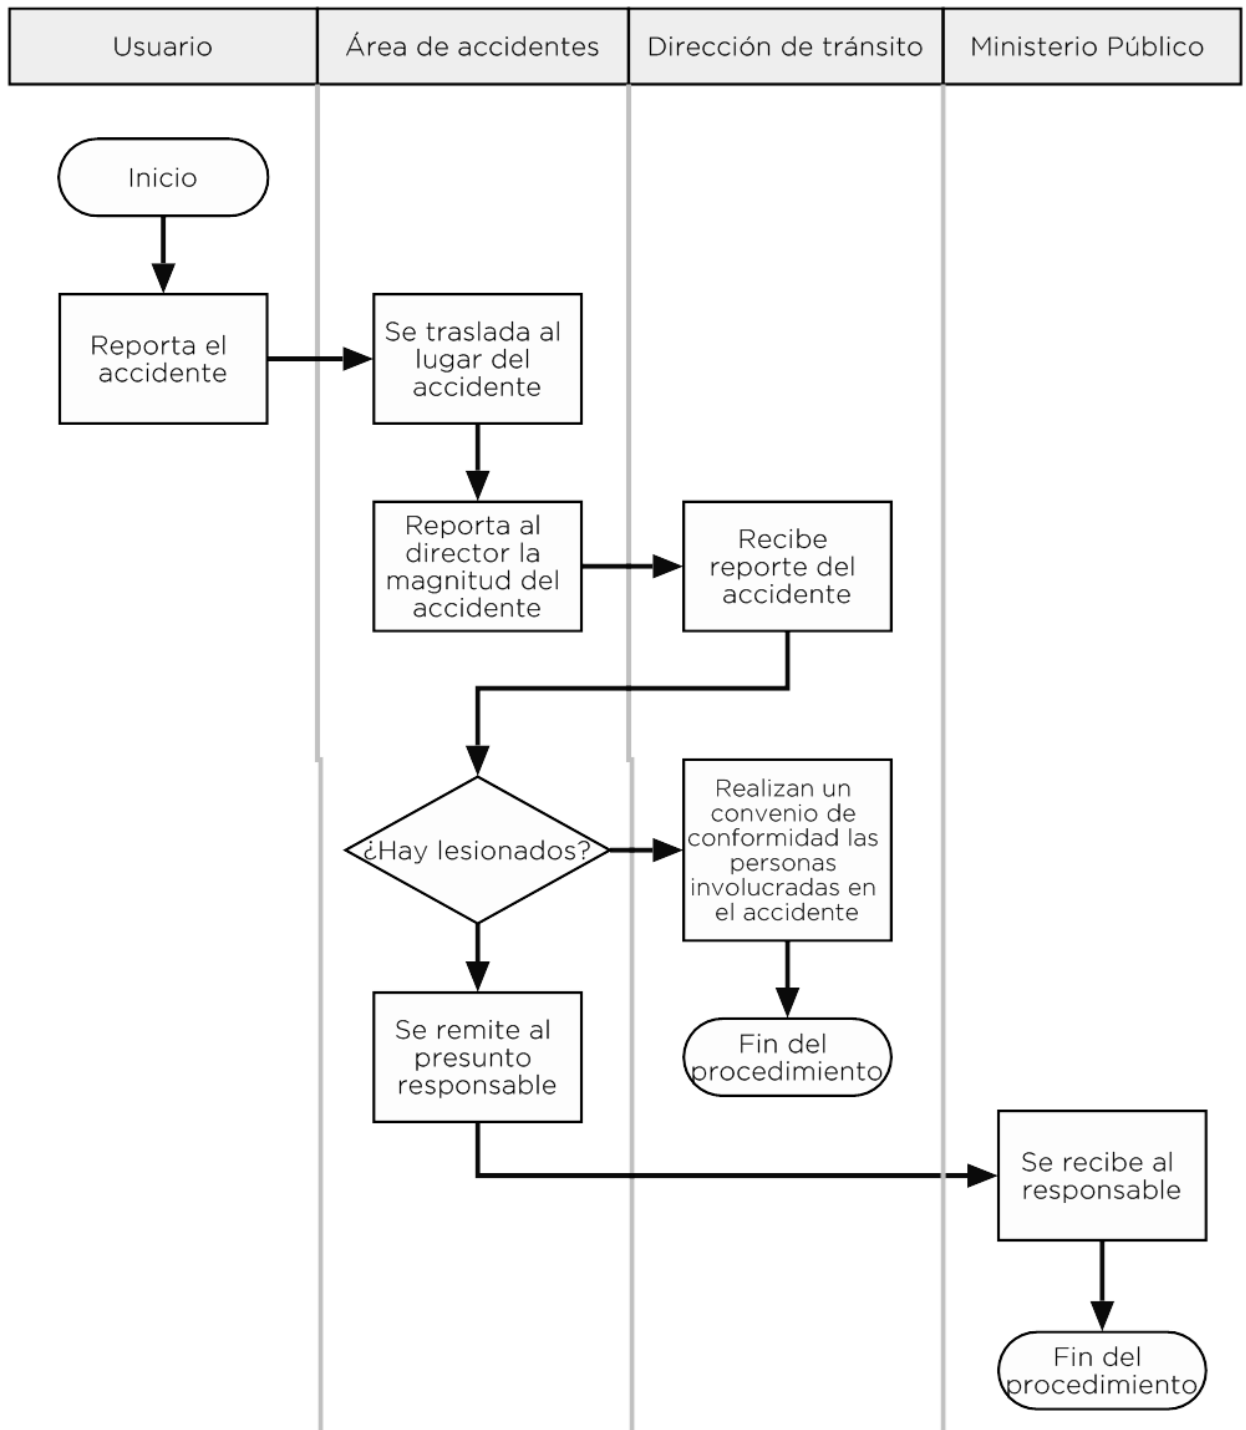 Usuario
Área de accidentes
Dirección de tránsito
Ministerio Público
Inicio
Reporta el
accidente
Se traslada al
lugar del
accidente
Reporta al
director la
magnitud del
accidente
Recibe
reporte del
accidente
¿Hay lesionados?
Realizan un
convenio de
conformidad las
personas
involucradas en
el accidente
Se remite al
presunto
responsable
Fin del
procedimiento
Se recibe al
responsable
Fin del
procedimiento